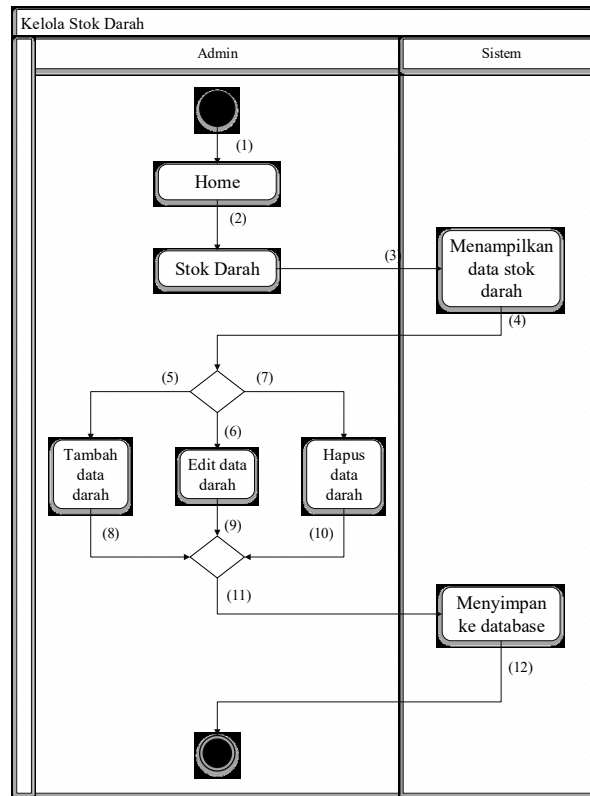 Kelola Stok Darah
Admin
Sistem
(1)
Home
(2)
Stok Darah
(3)
Menampilkan
data stok
darah
(4)
(5)
(7)
(6)
Tambah
data
darah
Edit data
darah
Hapus
data
darah
(8)
(9)
(10)
(11)
Menyimpan
ke database
(12)